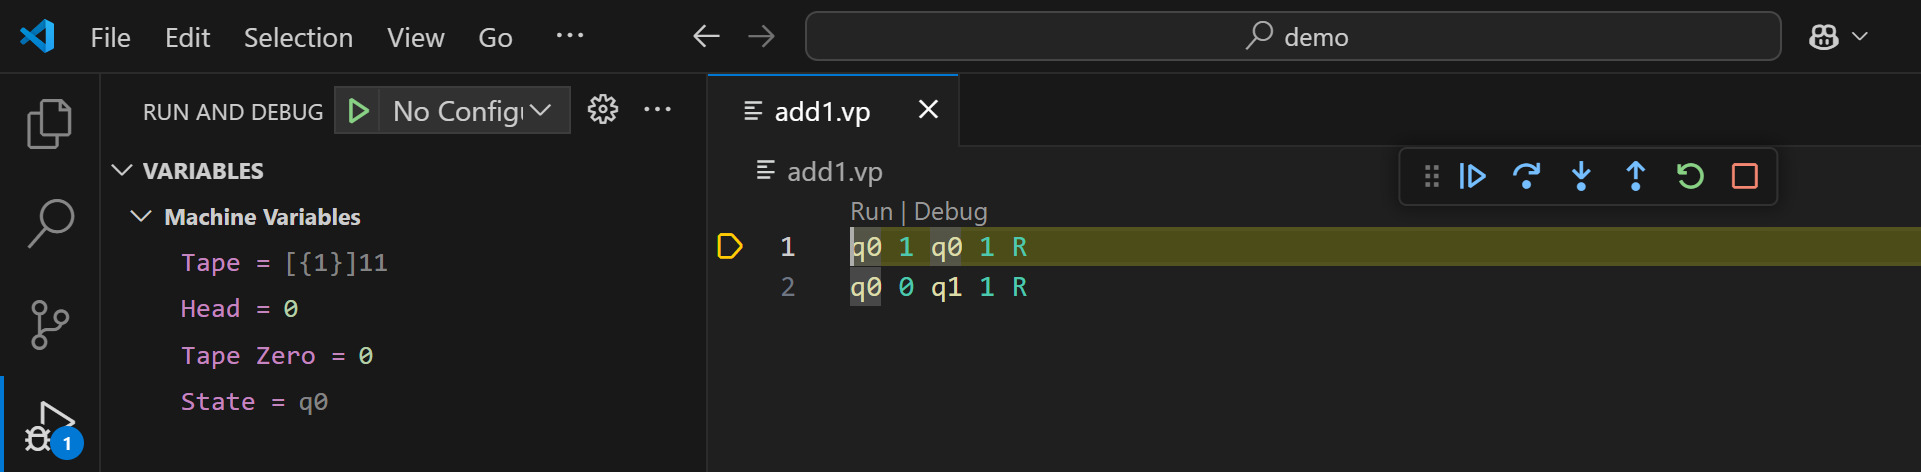 File Edit Selection View Go ··· demo
RUN AND DEBUG No Config ···
VARIABLES
Machine Variables
Tape = [{1}]11
Head = 0
Tape Zero = 0
State = q0
1
add1.vp
add1.vp
Run | Debug
1 q0 1 q0 1 R
2 q0 0 q1 1 R